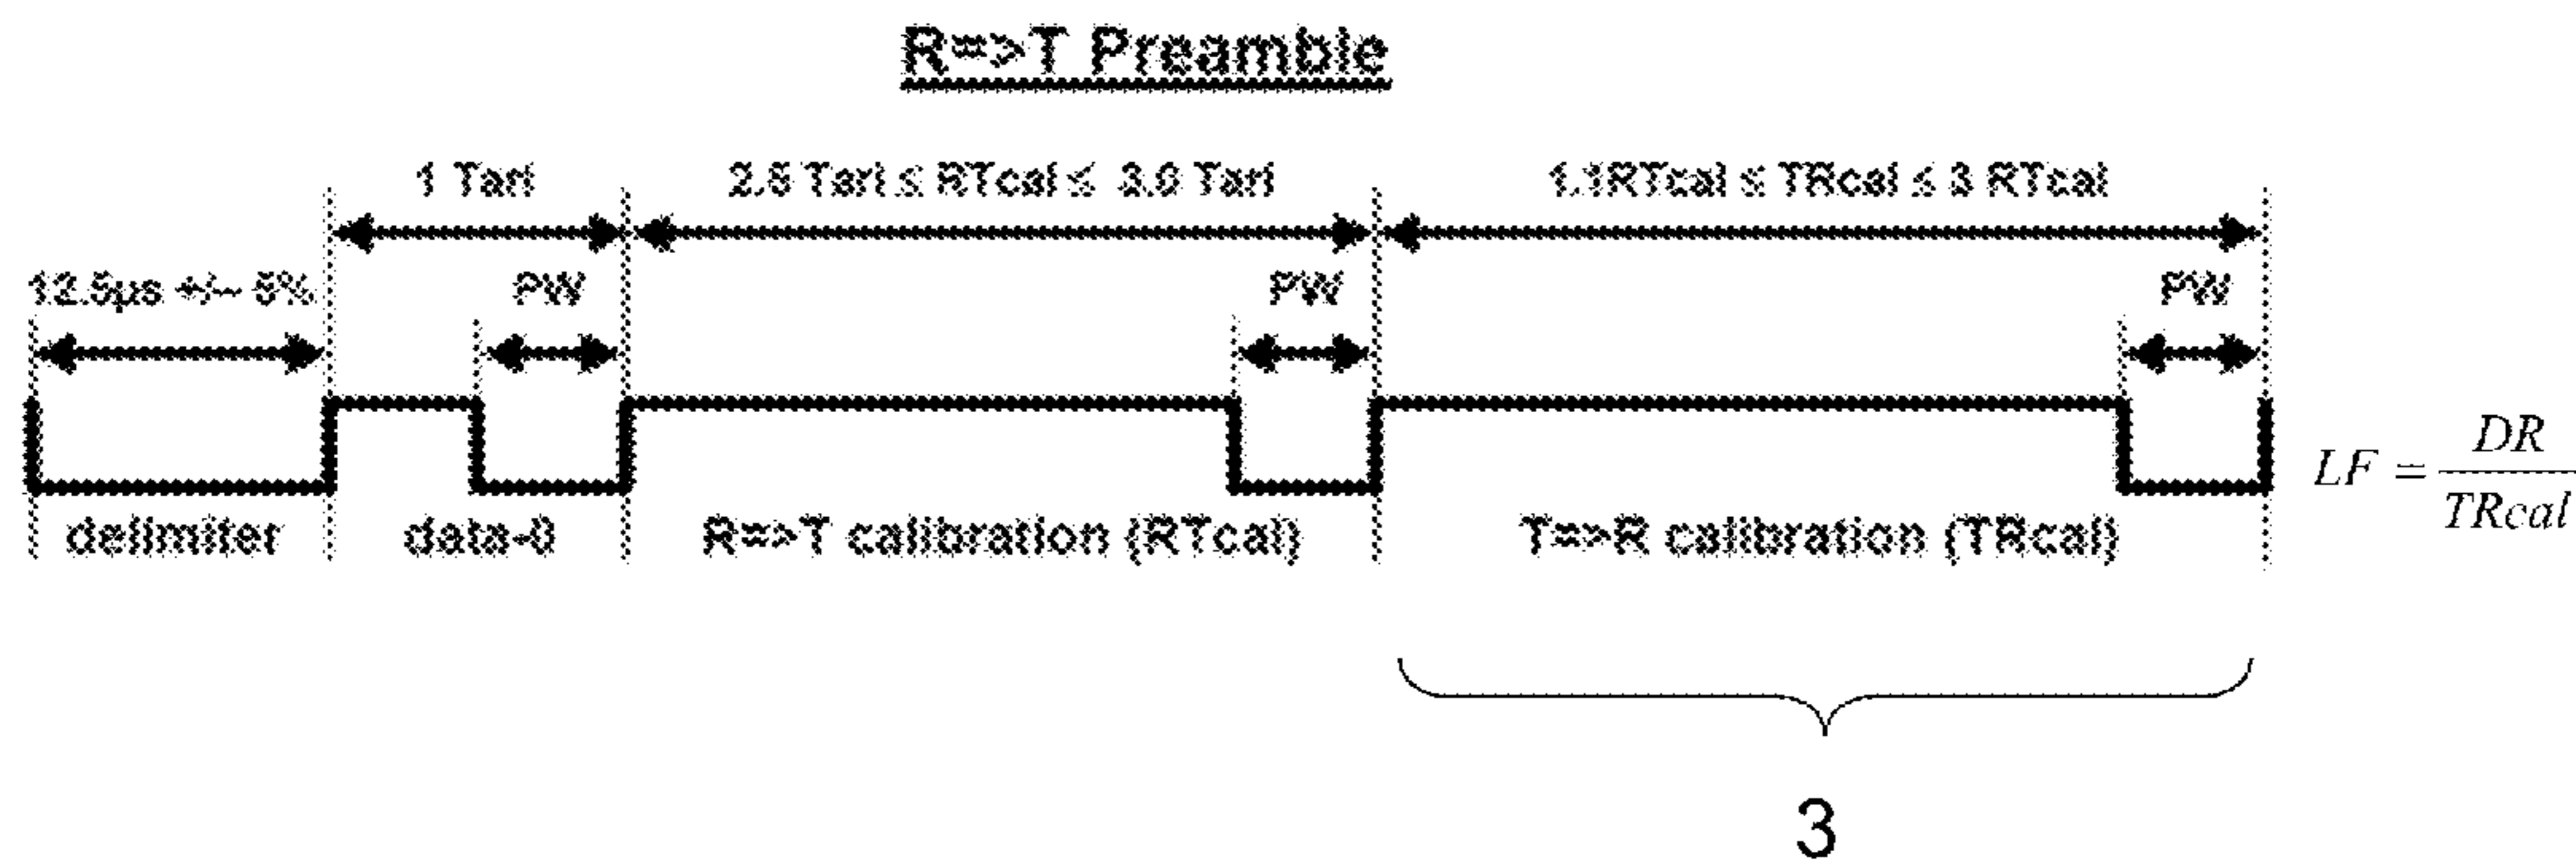 R=>T Preamble
1 Tari
2.5 Tari ≤ RTcal ≤ 3.0 Tari
1.1RTcal ≤ TRcal ≤ 3 RTcal
12.5µs +/– 5%
PW
PW
PW
delimiter
data-0
R=>T calibration (RTcal)
T=>R calibration (TRcal)
LF = DR / TRcal
3